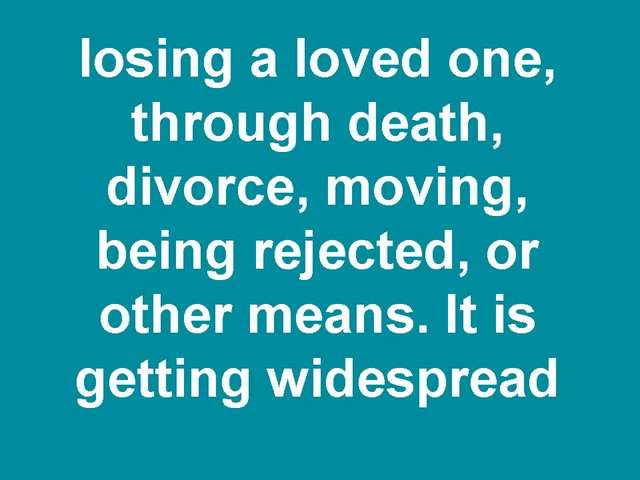 losing a loved one,
through death,
divorce, moving,
being rejected, or
other means. It is
getting widespread